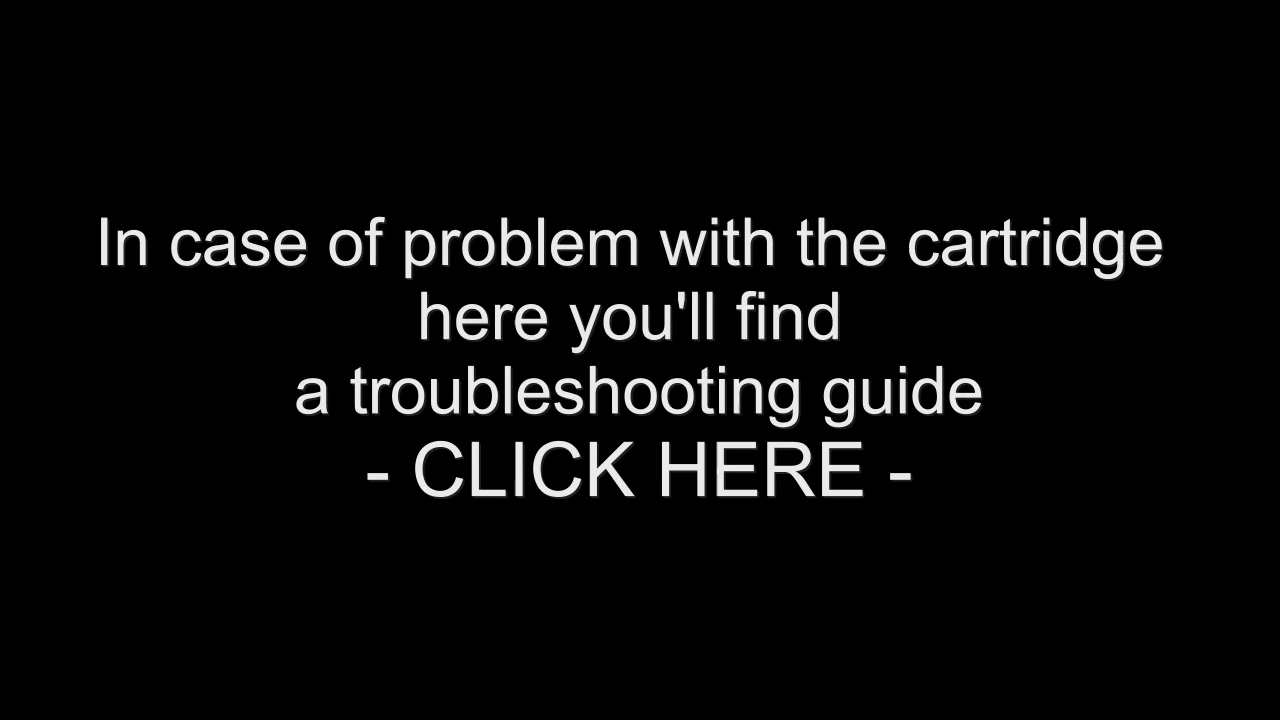 In case of problem with the cartridge
here you'll find
a troubleshooting guide
- CLICK HERE -